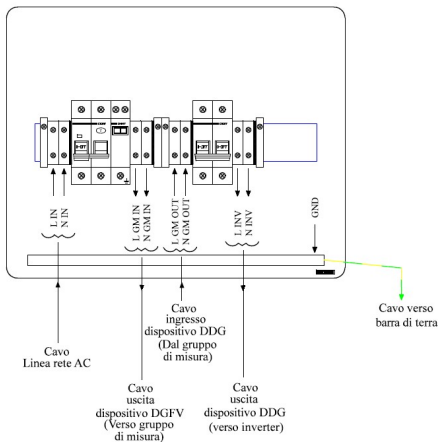 L IN
N IN
L GM IN
N GM IN
L GM OUT
N GM OUT
L INV
N INV
GND
Cavo
Linea rete AC
Cavo
uscita
dispositivo DGFV
(Verso gruppo
di misura)
Cavo
ingresso
dispositivo DDG
(Dal gruppo
di misura)
Cavo
uscita
dispositivo DDG
(verso inverter)
Cavo verso
barra di terra